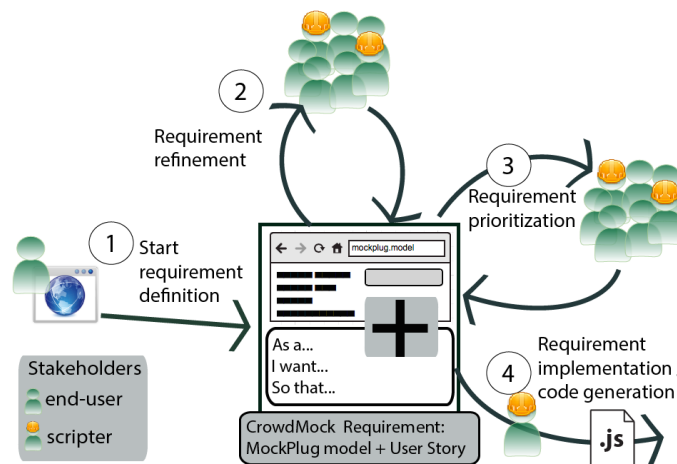 2
Requirement
refinement
3
Requirement
prioritization
1
Start
requirement
definition
mockplug.model
As a...
I want...
So that...
4
Requirement
implementation /
code generation
.js
Stakeholders
end-user
scripter
CrowdMock Requirement:
MockPlug model + User Story